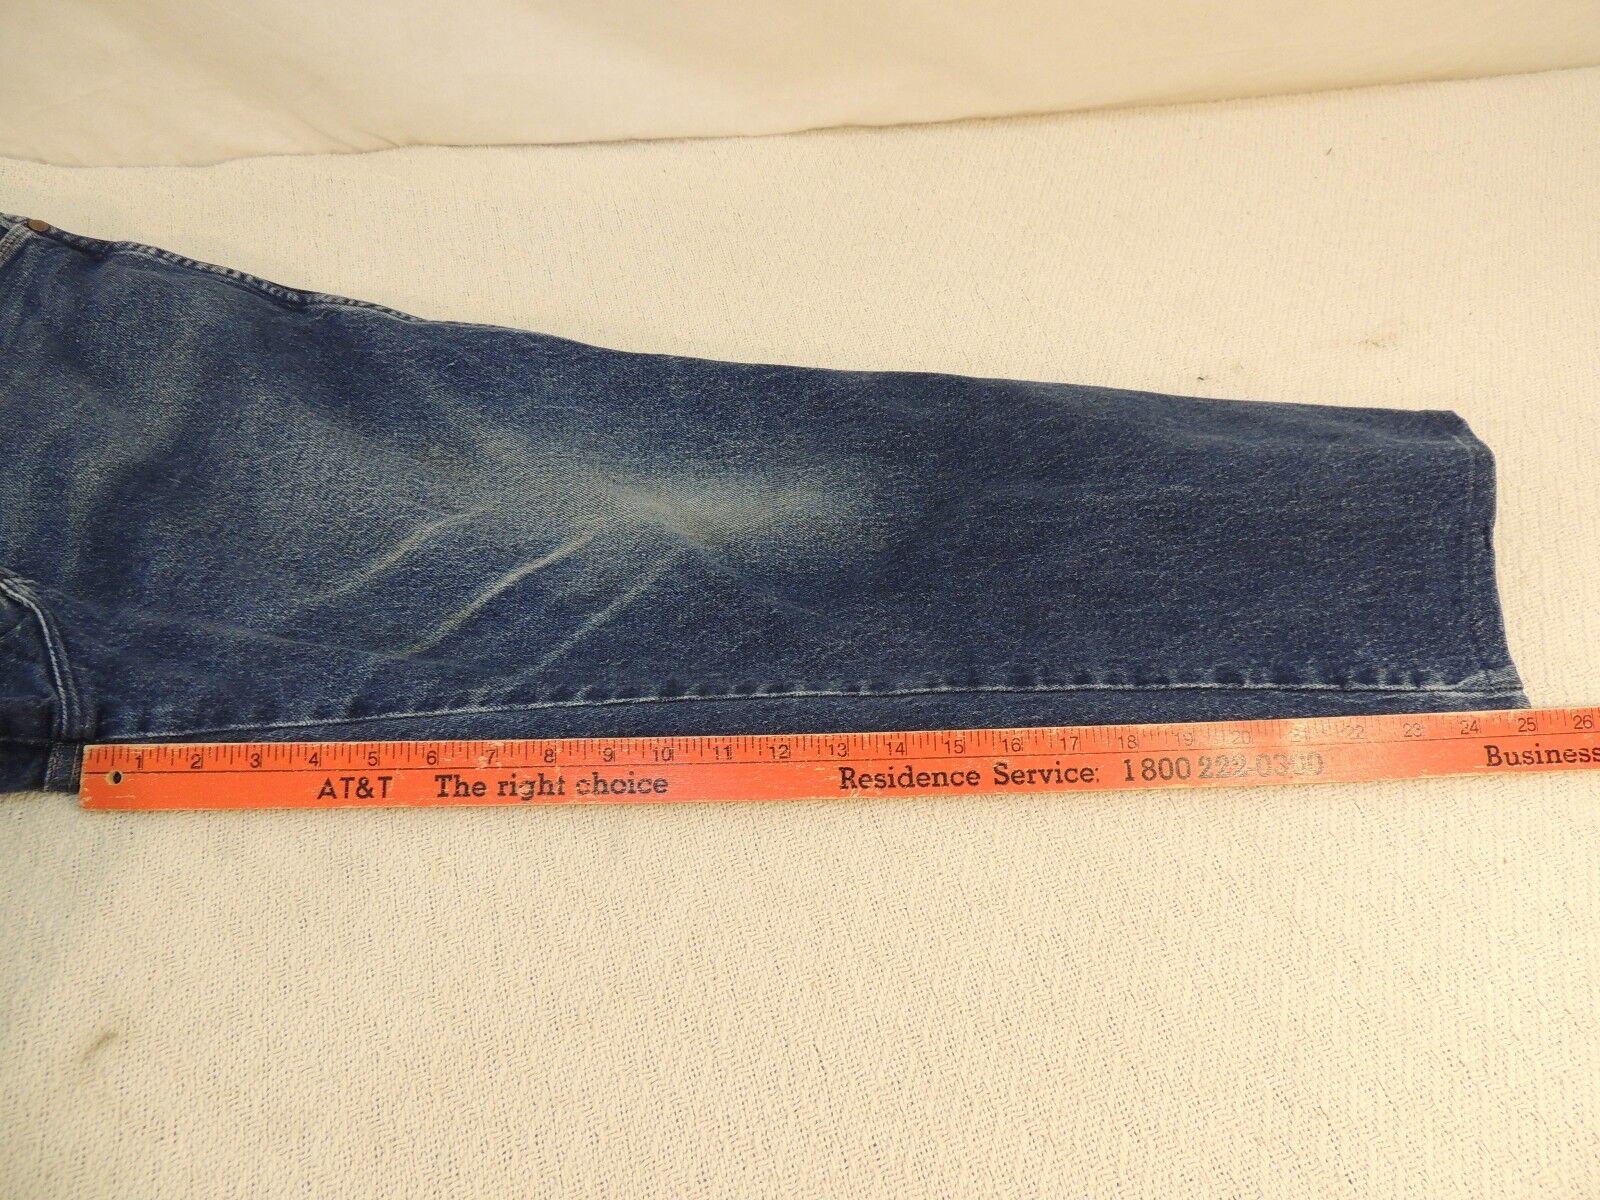 1 2 3 4 5 6 7 8 9 10 11 12 13 14 15 16 17 18 19 20 21 22 23 24 25 26
AT&T The right choice Residence Service: 1 800 222-0300 Business